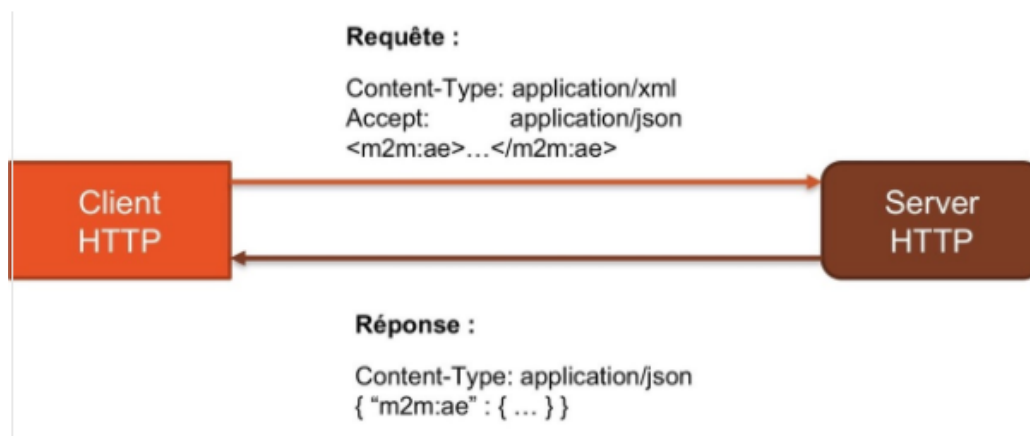 Requête :
Content-Type: application/xml
Accept: application/json
<m2m:ae>…</m2m:ae>
Client
HTTP
Server
HTTP
Réponse :
Content-Type: application/json
{ “m2m:ae” : { … } }